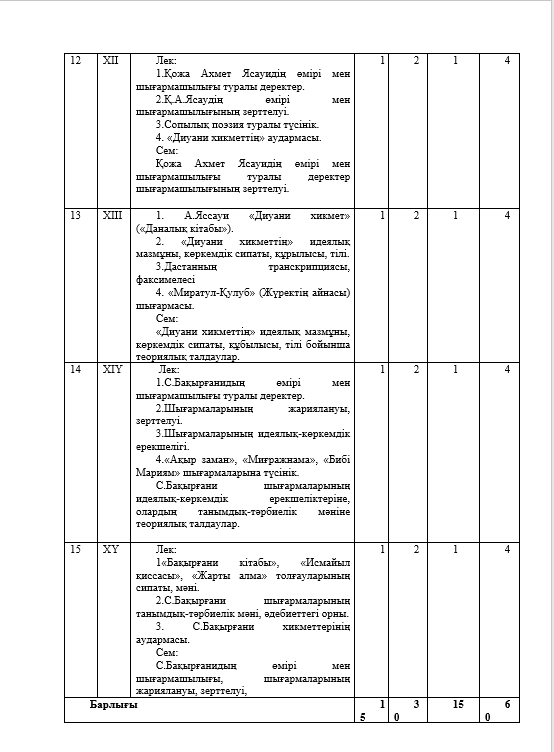 12 XII Лек: 1 2 1 4
1.Қожа Ахмет Ясауидің өмірі мен
шығармашылығы туралы деректер.
2.Қ.А.Ясаудің өмірі мен
шығармашылығының зерттелуі.
3.Сопылық поэзия туралы түсінік.
4. «Диуани хикметтің» аудармасы.
Сем:
Қожа Ахмет Ясауидің өмірі мен
шығармашылығы туралы деректер
шығармашылығының зерттелуі.
13 XIII 1. А.Яссауи «Диуани хикмет» 1 2 1 4
(«Даналық кітабы»).
2. «Диуани хикметтің» идеялық
мазмұны, көркемдік сипаты, құрылысы, тілі.
3.Дастанның транскрипциясы,
факсимелесі
4. «Миратул-Қулуб» (Жүректің айнасы)
шығармасы.
Сем:
«Диуани хикметтің» идеялық мазмұны,
көркемдік сипаты, құбылысы, тілі бойынша
теориялық талдаулар.
14 XIY Лек: 1 2 1 4
1.С.Бақырғанидың өмірі мен
шығармашылығы туралы деректер.
2.Шығармаларының жариялануы,
зерттелуі.
3.Шығармаларының идеялық-көркемдік
ерекшелігі.
4.«Ақыр заман», «Миғражнама», «Бибі
Мариям» шығармаларына түсінік.
С.Бақырғани шығармаларының
идеялық-көркемдік ерекшеліктеріне,
олардың танымдық-тәрбиелік мәніне
теориялық талдаулар.
15 XY Лек: 1 2 1 4
1«Бақырғани кітабы», «Исмайыл
қиссасы», «Жарты алма» толғауларының
сипаты, мәні.
2.С.Бақырғани шығармаларының
танымдық-тәрбиелік мәні, әдебиеттегі орны.
3. С.Бақырғани хикметтерінің
аудармасы.
Сем:
С.Бақырғанидың өмірі мен
шығармашылығы, шығармаларының
жариялануы, зерттелуі,
Барлығы 1 3 15 6
5 0 0